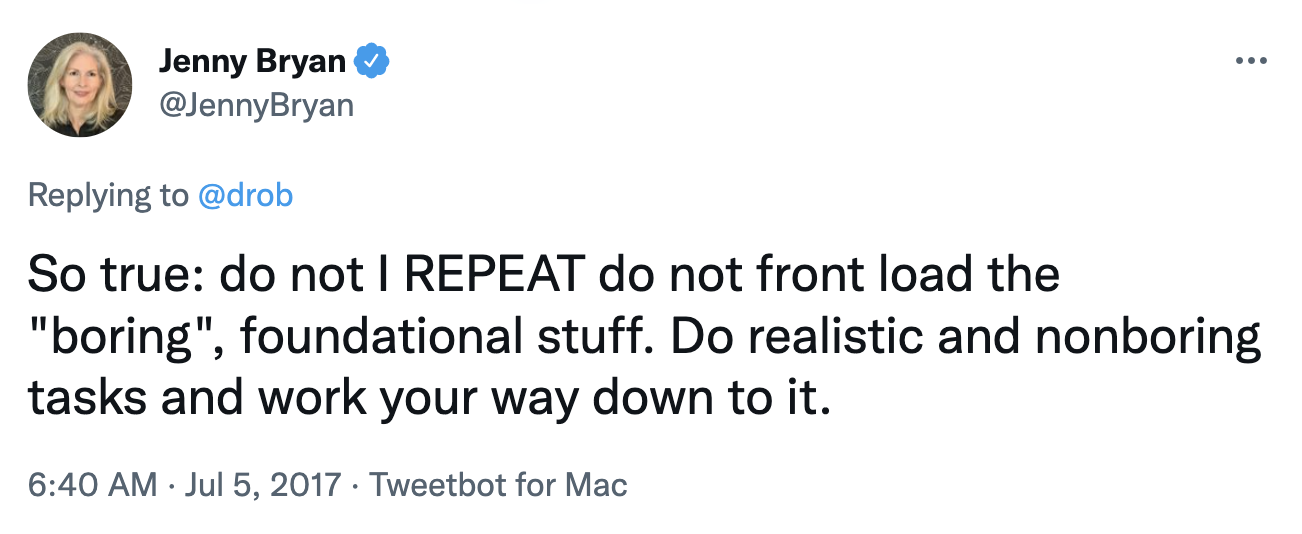 Jenny Bryan
@JennyBryan
Replying to @drob
So true: do not I REPEAT do not front load the
"boring", foundational stuff. Do realistic and nonboring
tasks and work your way down to it.
6:40 AM · Jul 5, 2017 · Tweetbot for Mac